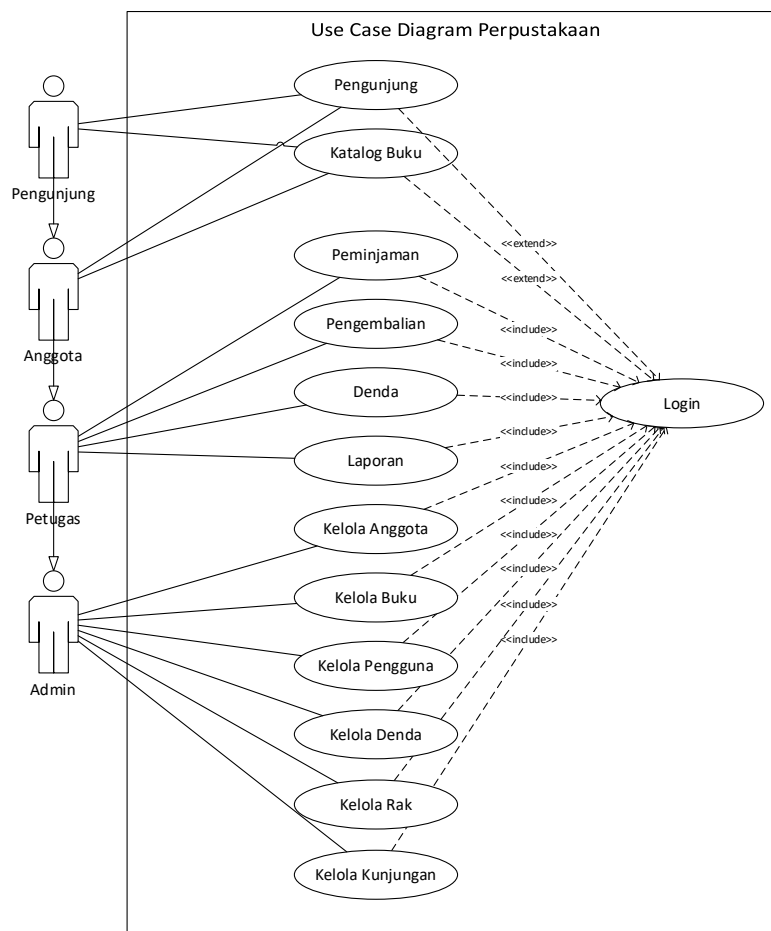 Use Case Diagram Perpustakaan
Pengunjung
Katalog Buku
Pengunjung
Peminjaman
<<extend>>
<<extend>>
<<include>>
Pengembalian
Anggota
<<include>>
Denda
<<include>>
Login
<<include>>
Laporan
<<include>>
Petugas
<<include>>
Kelola Anggota
<<include>>
<<include>>
Kelola Buku
<<include>>
<<include>>
Kelola Pengguna
Admin
Kelola Denda
Kelola Rak
Kelola Kunjungan